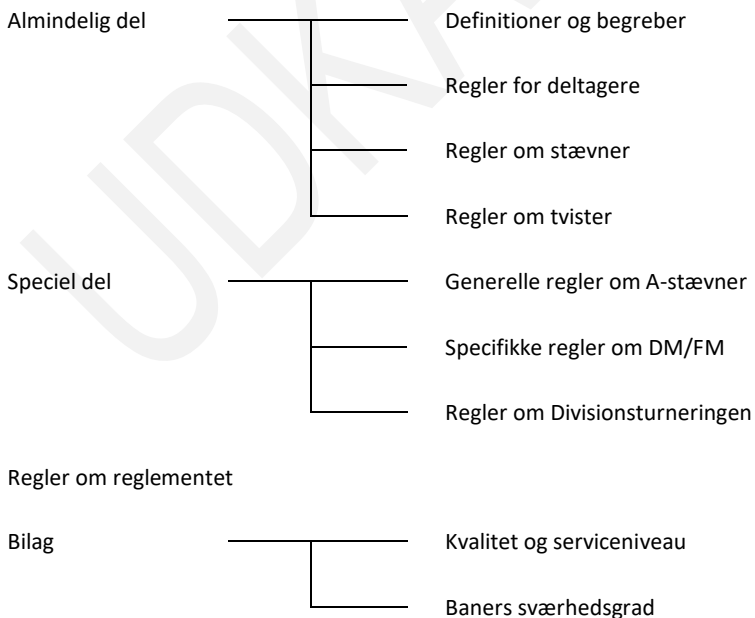 Almindelig del
Definitioner og begreber
Regler for deltagere
Regler om stævner
Regler om tvister
Speciel del
Generelle regler om A-stævner
Specifikke regler om DM/FM
Regler om Divisionsturneringen
Regler om reglementet
Bilag
Kvalitet og serviceniveau
Baners sværhedsgrad